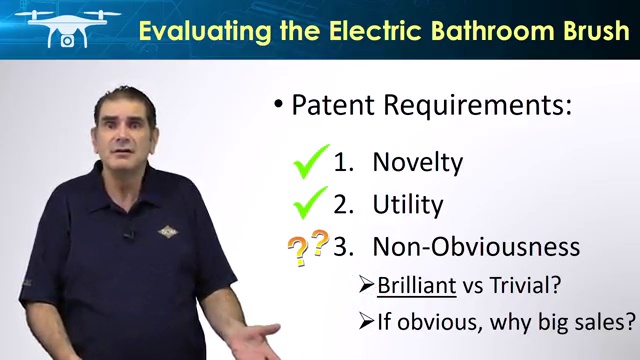 Evaluating the Electric Bathroom Brush
• Patent Requirements:
1. Novelty
2. Utility
?? 3. Non-Obviousness
➢Brilliant vs Trivial?
➢If obvious, why big sales?